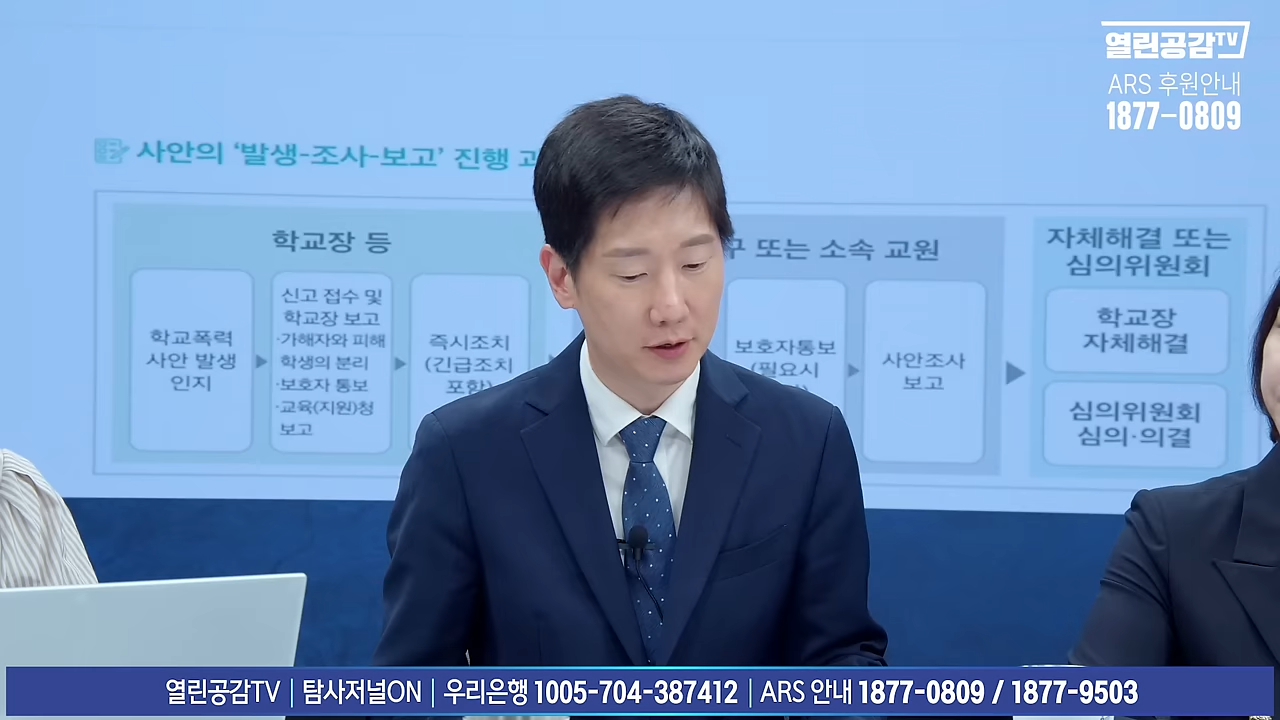 열린공감TV
ARS 후원안내
1877-0809
사안의 '발생-조사-보고' 진행
학교장 등
학교폭력
사안 발생
인지
신고 접수 및
학교장 보고
·가해자와 피해
학생의 분리
·보호자 통보
·교육(지원)청
보고
즉시조치
(긴급조치
포함)
또는 소속 교원
보호자통보
(필요시
사안조사
보고
자체해결 또는
심의위원회
학교장
자체해결
심의위원회
심의·의결
열린공감TV | 탐사저널ON | 우리은행 1005-704-387412 | ARS 안내 1877-0809 / 1877-9503